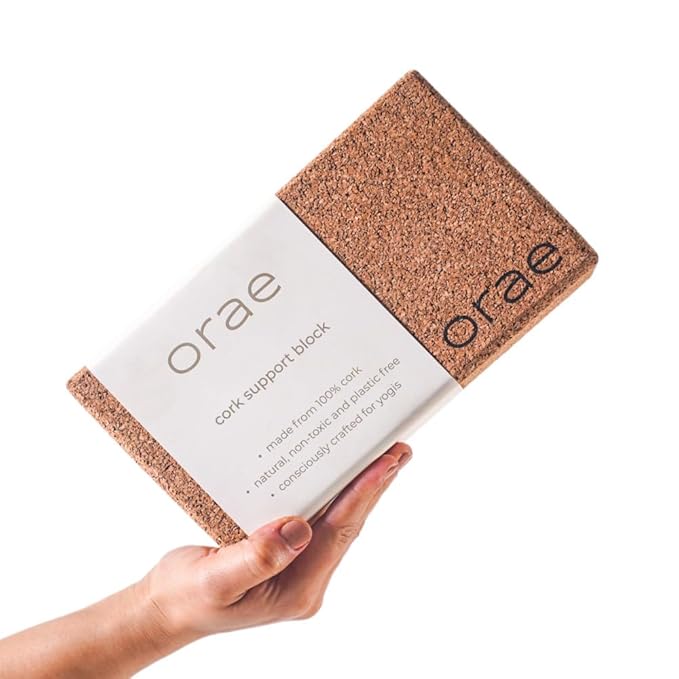 orae
cork support block
• made from 100% cork
• natural, non-toxic and plastic free
• consciously crafted for yogis
orae